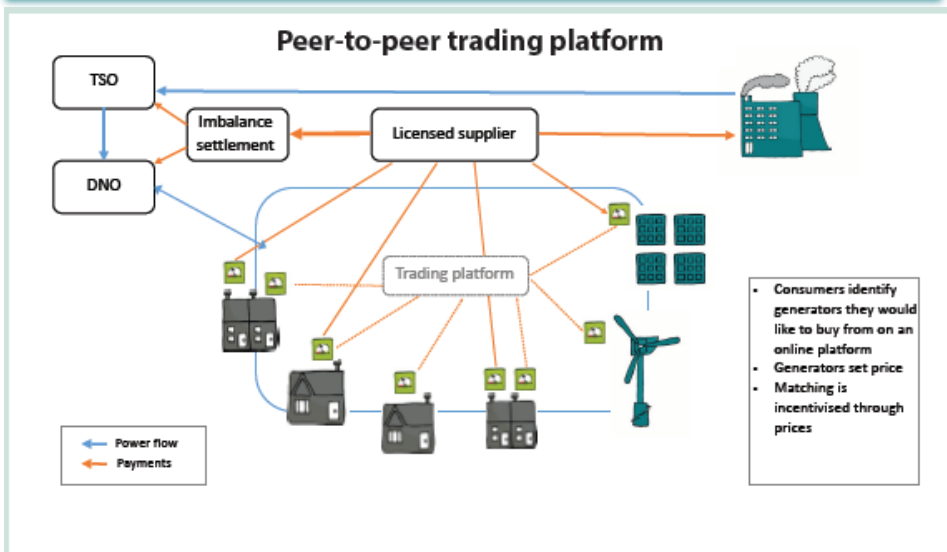 Peer-to-peer trading platform
TSO
Imbalance
settlement
Licensed supplier
DNO
Trading platform
Consumers identify
generators they would
like to buy from on an
online platform
Generators set price
Matching is
incentivised through
prices
Power flow
Payments